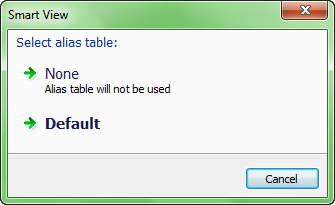 Smart View
Select alias table:
None
Alias table will not be used
Default
Cancel